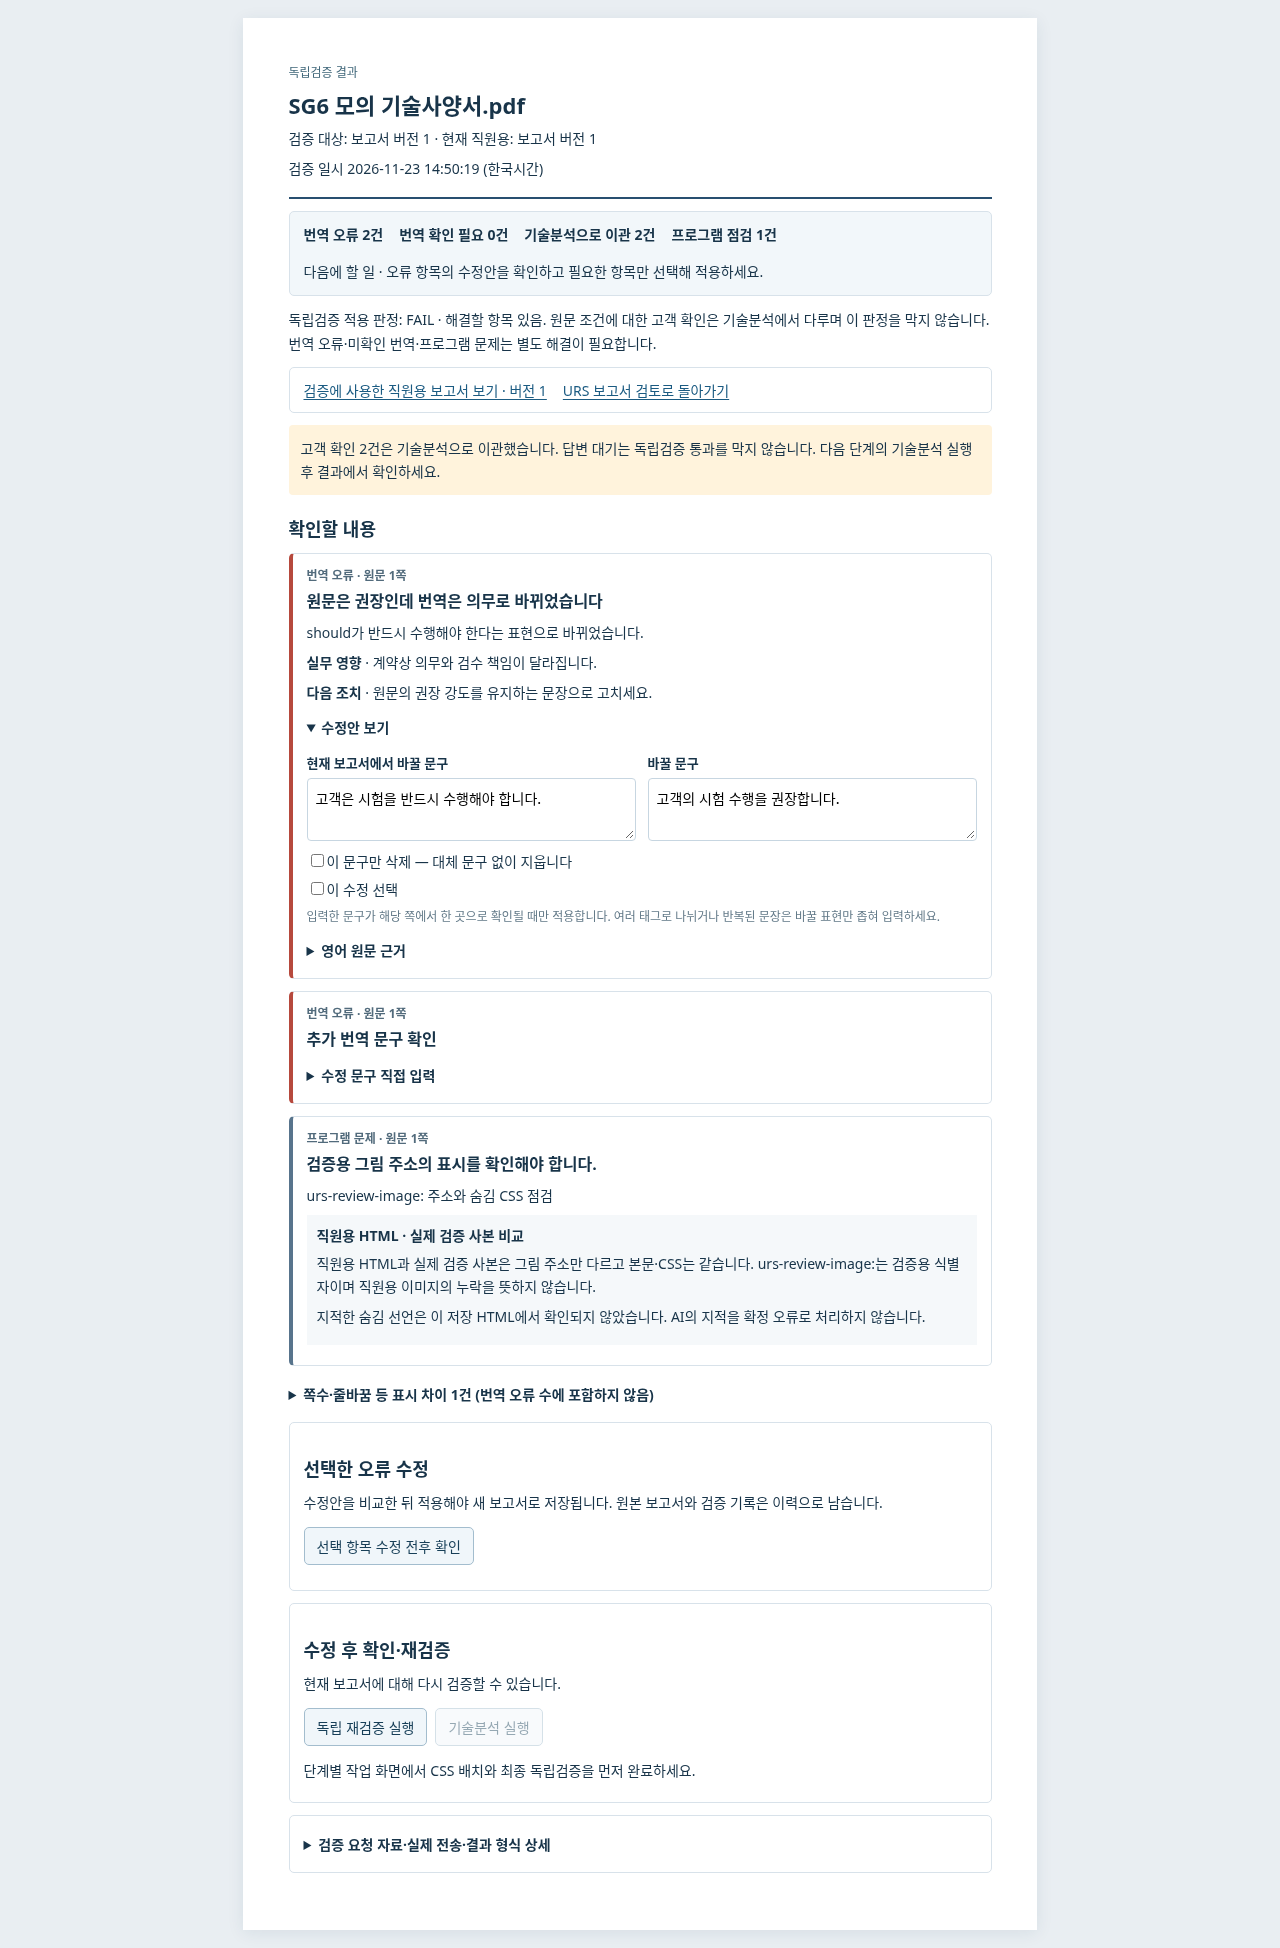 독립검증 결과
SG6 모의 기술사양서.pdf
검증 대상: 보고서 버전 1 · 현재 직원용: 보고서 버전 1
검증 일시 2026-11-23 14:50:19 (한국시간)
번역 오류 2건 번역 확인 필요 0건 기술분석으로 이관 2건 프로그램 점검 1건
다음에 할 일 · 오류 항목의 수정안을 확인하고 필요한 항목만 선택해 적용하세요.
독립검증 적용 판정: FAIL · 해결할 항목 있음. 원문 조건에 대한 고객 확인은 기술분석에서 다루며 이 판정을 막지 않습니다.
번역 오류·미확인 번역·프로그램 문제는 별도 해결이 필요합니다.
검증에 사용한 직원용 보고서 보기 · 버전 1 URS 보고서 검토로 돌아가기
고객 확인 2건은 기술분석으로 이관했습니다. 답변 대기는 독립검증 통과를 막지 않습니다. 다음 단계의 기술분석 실행
후 결과에서 확인하세요.
확인할 내용
번역 오류 · 원문 1쪽
원문은 권장인데 번역은 의무로 바뀌었습니다
should가 반드시 수행해야 한다는 표현으로 바뀌었습니다.
실무 영향 · 계약상 의무와 검수 책임이 달라집니다.
다음 조치 · 원문의 권장 강도를 유지하는 문장으로 고치세요.
▼ 수정안 보기
현재 보고서에서 바꿀 문구 바꿀 문구
고객은 시험을 반드시 수행해야 합니다. 고객의 시험 수행을 권장합니다.
이 문구만 삭제 — 대체 문구 없이 지웁니다
이 수정 선택
입력한 문구가 해당 쪽에서 한 곳으로 확인될 때만 적용합니다. 여러 태그로 나뉘거나 반복된 문장은 바꿀 표현만 좁혀 입력하세요.
▶ 영어 원문 근거
번역 오류 · 원문 1쪽
추가 번역 문구 확인
▶ 수정 문구 직접 입력
프로그램 문제 · 원문 1쪽
검증용 그림 주소의 표시를 확인해야 합니다.
urs-review-image: 주소와 숨김 CSS 점검
직원용 HTML · 실제 검증 사본 비교
직원용 HTML과 실제 검증 사본은 그림 주소만 다르고 본문·CSS는 같습니다. urs-review-image:는 검증용 식별
자이며 직원용 이미지의 누락을 뜻하지 않습니다.
지적한 숨김 선언은 이 저장 HTML에서 확인되지 않았습니다. AI의 지적을 확정 오류로 처리하지 않습니다.
▶ 쪽수·줄바꿈 등 표시 차이 1건 (번역 오류 수에 포함하지 않음)
선택한 오류 수정
수정안을 비교한 뒤 적용해야 새 보고서로 저장됩니다. 원본 보고서와 검증 기록은 이력으로 남습니다.
선택 항목 수정 전후 확인
수정 후 확인·재검증
현재 보고서에 대해 다시 검증할 수 있습니다.
독립 재검증 실행 기술분석 실행
단계별 작업 화면에서 CSS 배치와 최종 독립검증을 먼저 완료하세요.
▶ 검증 요청 자료·실제 전송·결과 형식 상세